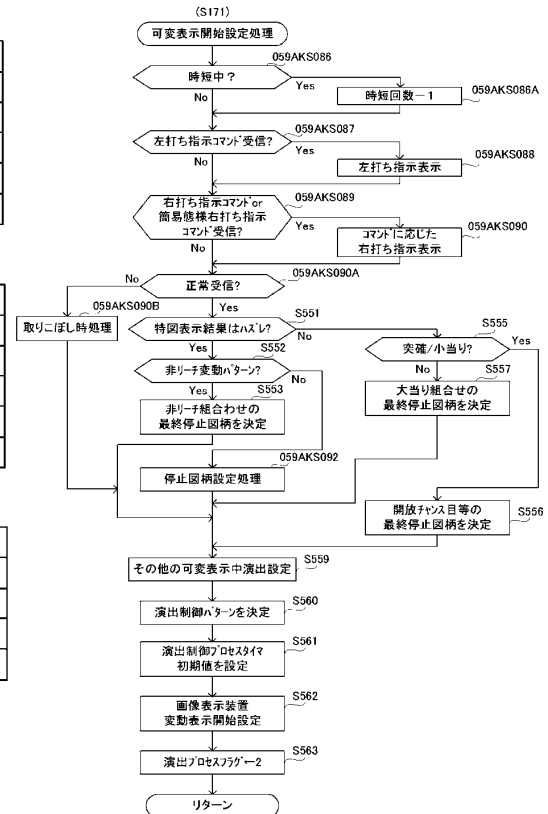 (S171)
可変表示開始設定処理
059AKS086
時短中?
Yes
No
059AKS086A
時短回数－1
059AKS087
左打ち指示コマンド受信?
Yes
No
059AKS088
左打ち指示表示
059AKS089
右打ち指示コマンドor
簡易態様右打ち指示
コマンド受信?
Yes
No
059AKS090
コマンドに応じた
右打ち指示表示
059AKS090A
正常受信?
No
Yes
059AKS090B
取りこぼし時処理
S551
特図表示結果はハズレ?
No
Yes
S552
非リーチ変動パターン?
No
Yes
S553
非リーチ組合わせの
最終停止図柄を決定
059AKS092
停止図柄設定処理
S555
突確/小当り?
Yes
No
S557
大当り組合せの
最終停止図柄を決定
開放チャンス目等の
最終停止図柄を決定
S556
S559
その他の可変表示中演出設定
S560
演出制御パターンを決定
S561
演出制御プロセスタイマ
初期値を設定
S562
画像表示装置
変動表示開始設定
S563
演出プロセスフラグ←2
リターン